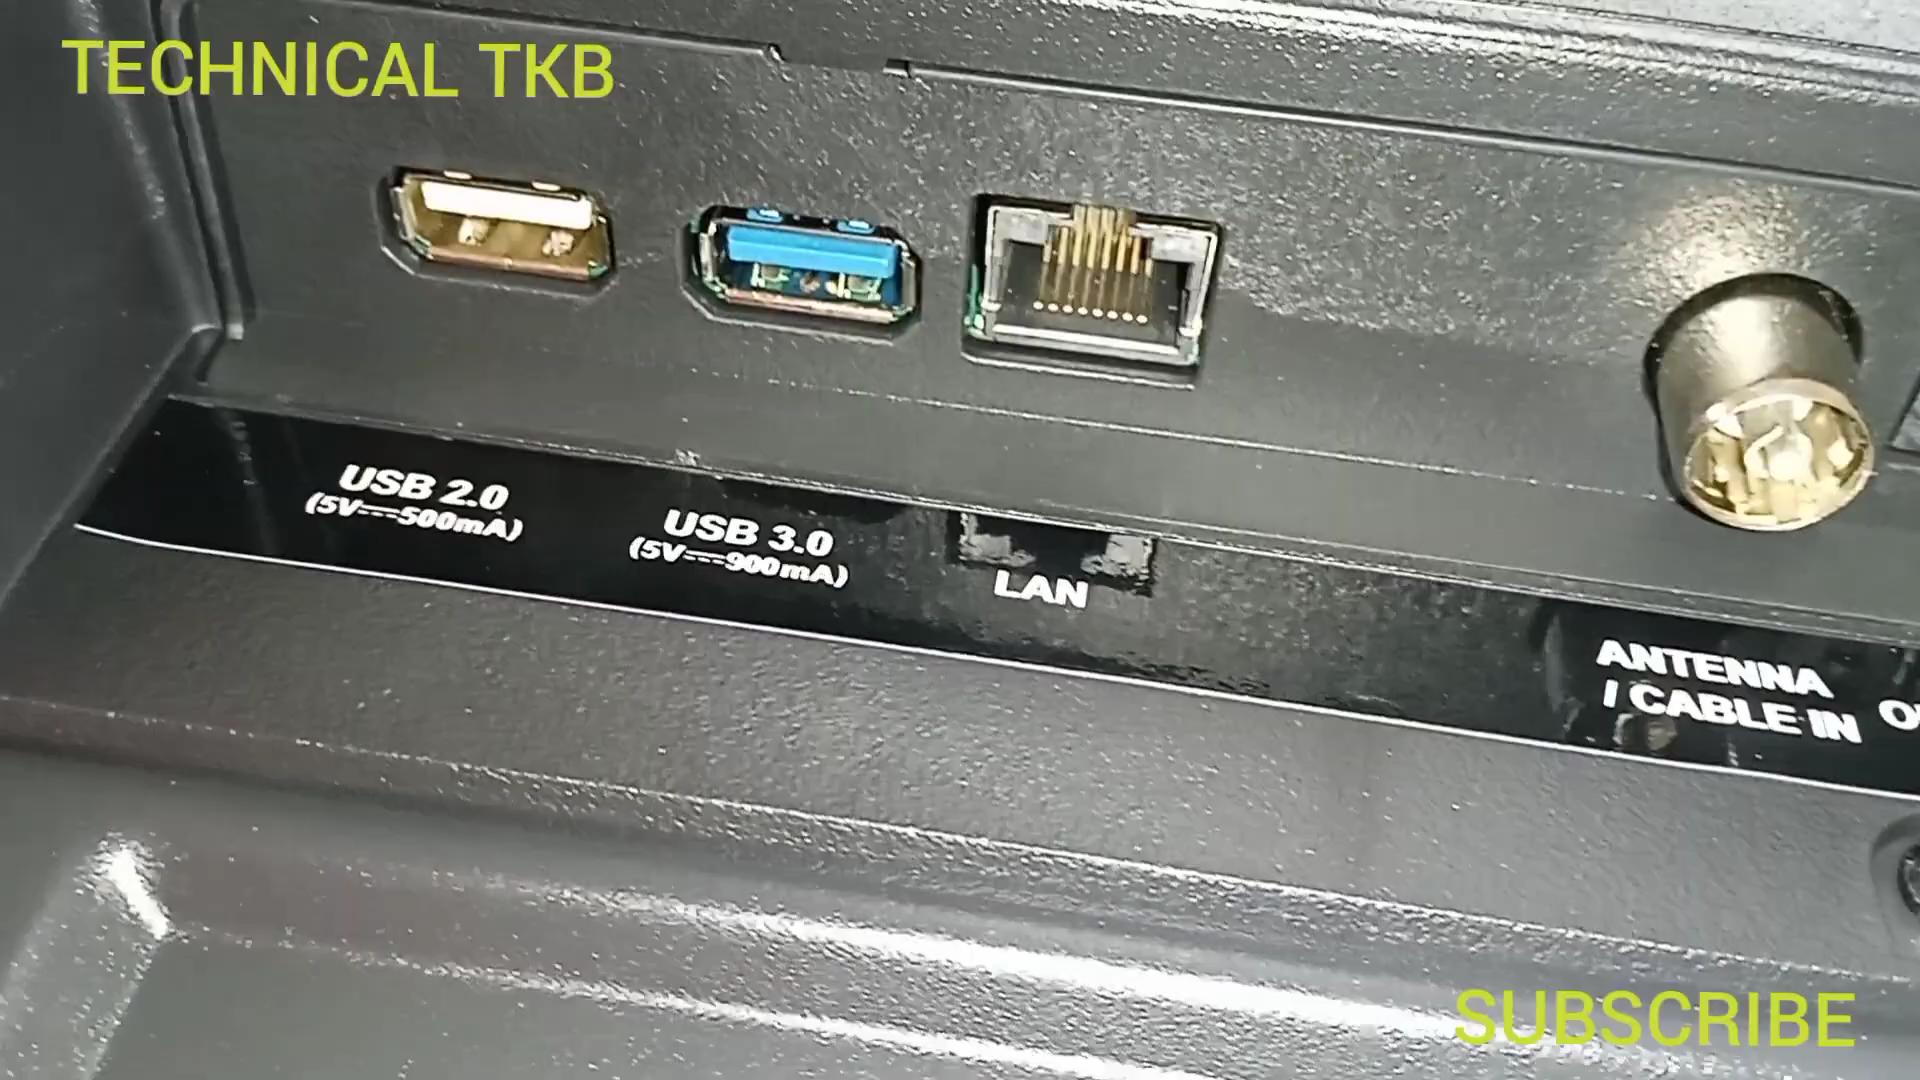 TECHNICAL TKB
USB 2.0
(5V⎓500mA)
USB 3.0
(5V⎓900mA)
LAN
ANTENNA
/ CABLE IN
SUBSCRIBE